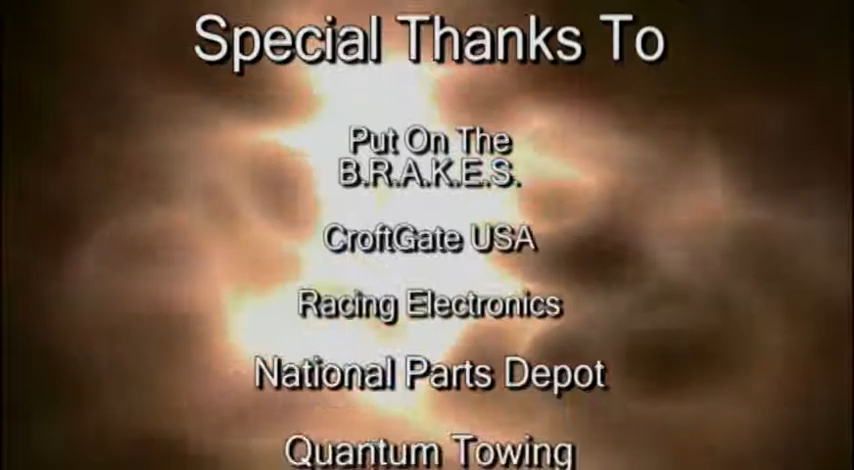 Special Thanks To
Put On The
B.R.A.K.E.S.
CroftGate USA
Racing Electronics
National Parts Depot
Quantum Towing